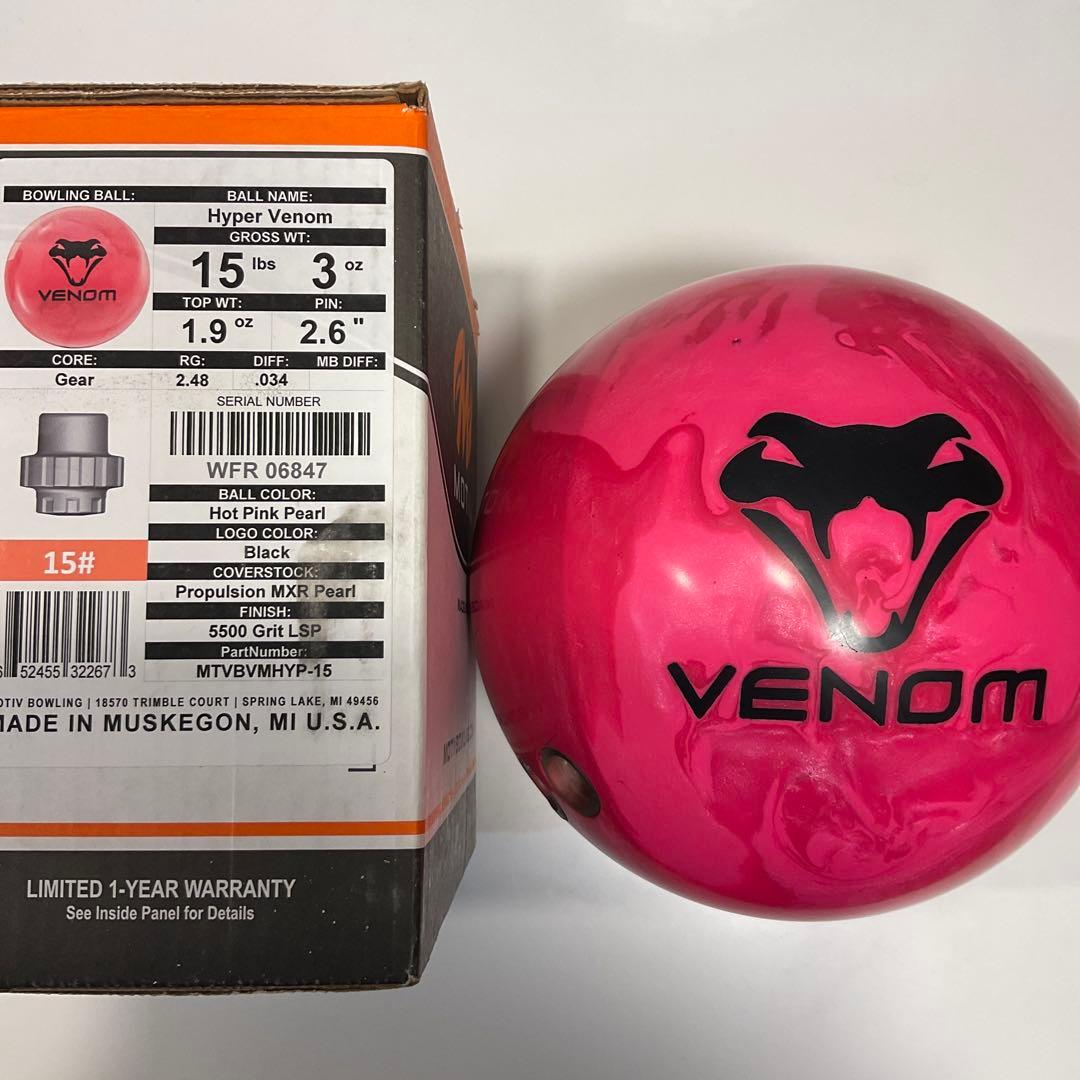 BOWLING BALL:
BALL NAME:
Hyper Venom
GROSS WT:
15 lbs 3 oz
TOP WT: PIN:
1.9 oz 2.6"
VENOM
CORE: RG: DIFF: MB DIFF:
Gear 2.48 .034
SERIAL NUMBER
WFR 06847
BALL COLOR:
Hot Pink Pearl
LOGO COLOR:
Black
15#
COVERSTOCK:
Propulsion MXR Pearl
FINISH:
5500 Grit LSP
PartNumber:
MTVBVMHYP-15
52455 32267 3
OTIV BOWLING | 18570 TRIMBLE COURT | SPRING LAKE, MI 49456
MADE IN MUSKEGON, MI U.S.A.
LIMITED 1-YEAR WARRANTY
See Inside Panel for Details
VENOM